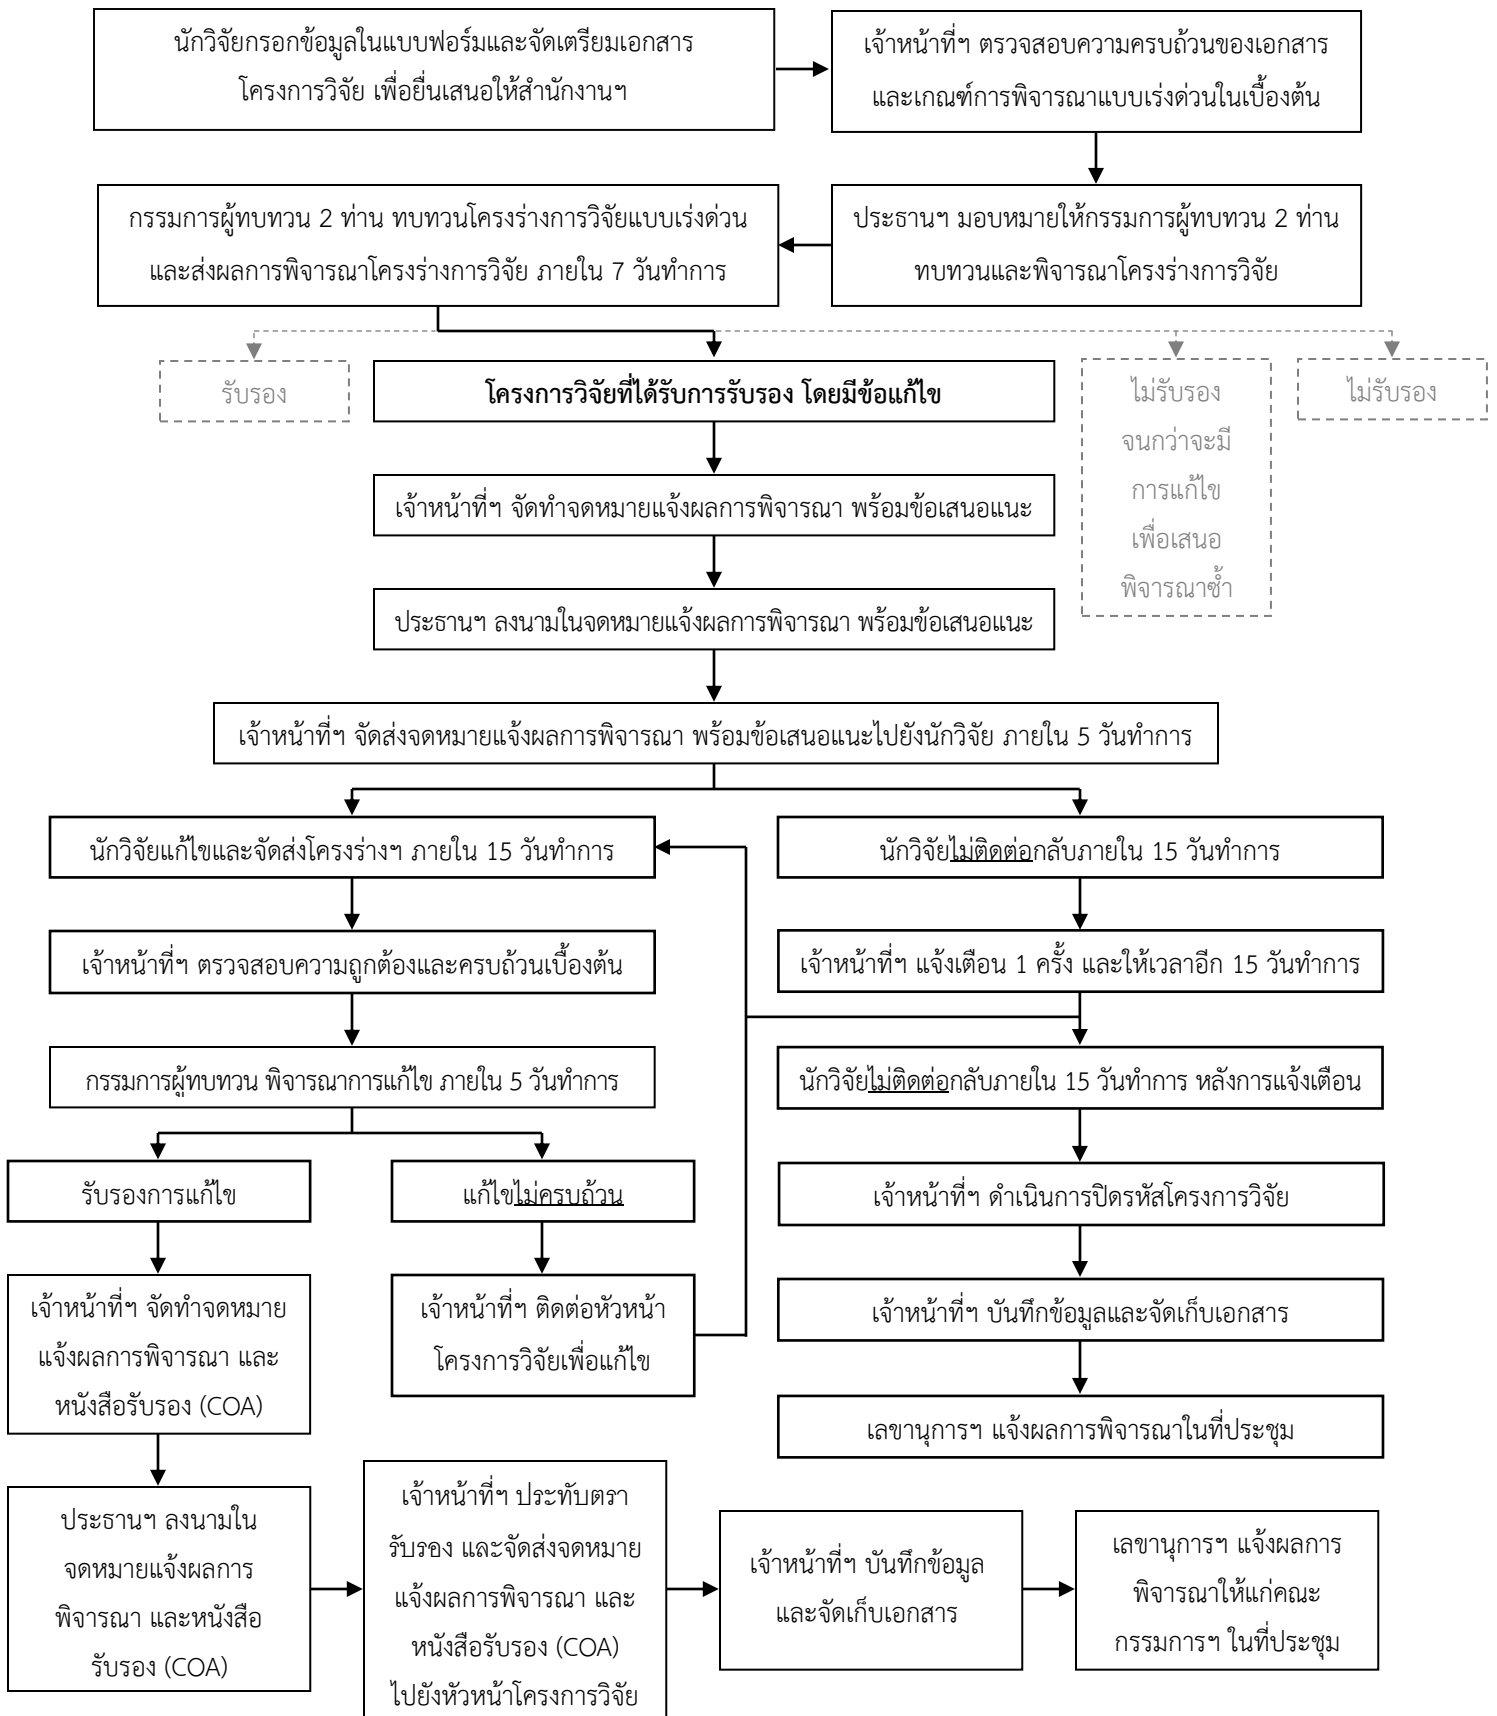 นักวิจัยกรอกข้อมูลในแบบฟอร์มและจัดเตรียมเอกสาร
โครงการวิจัย เพื่อยื่นเสนอให้สำนักงานฯ
เจ้าหน้าที่ฯ ตรวจสอบความครบถ้วนของเอกสาร
และเกณฑ์การพิจารณาแบบเร่งด่วนในเบื้องต้น
ประธานฯ มอบหมายให้กรรมการผู้ทบทวน 2 ท่าน
ทบทวนและพิจารณาโครงร่างการวิจัย
กรรมการผู้ทบทวน 2 ท่าน ทบทวนโครงร่างการวิจัยแบบเร่งด่วน
และส่งผลการพิจารณาโครงร่างการวิจัย ภายใน 7 วันทำการ
รับรอง
โครงการวิจัยที่ได้รับการรับรอง โดยมีข้อแก้ไข
ไม่รับรอง
จนกว่าจะมี
การแก้ไข
เพื่อเสนอ
พิจารณาซ้ำ
ไม่รับรอง
เจ้าหน้าที่ฯ จัดทำจดหมายแจ้งผลการพิจารณา พร้อมข้อเสนอแนะ
ประธานฯ ลงนามในจดหมายแจ้งผลการพิจารณา พร้อมข้อเสนอแนะ
เจ้าหน้าที่ฯ จัดส่งจดหมายแจ้งผลการพิจารณา พร้อมข้อเสนอแนะไปยังนักวิจัย ภายใน 5 วันทำการ
นักวิจัยแก้ไขและจัดส่งโครงร่างฯ ภายใน 15 วันทำการ
เจ้าหน้าที่ฯ ตรวจสอบความถูกต้องและครบถ้วนเบื้องต้น
กรรมการผู้ทบทวน พิจารณาการแก้ไข ภายใน 5 วันทำการ
นักวิจัยไม่ติดต่อกลับภายใน 15 วันทำการ
เจ้าหน้าที่ฯ แจ้งเตือน 1 ครั้ง และให้เวลาอีก 15 วันทำการ
นักวิจัยไม่ติดต่อกลับภายใน 15 วันทำการ หลังการแจ้งเตือน
เจ้าหน้าที่ฯ ดำเนินการปิดรหัสโครงการวิจัย
เจ้าหน้าที่ฯ บันทึกข้อมูลและจัดเก็บเอกสาร
เลขานุการฯ แจ้งผลการพิจารณาในที่ประชุม
รับรองการแก้ไข
แก้ไขไม่ครบถ้วน
เจ้าหน้าที่ฯ ติดต่อหัวหน้า
โครงการวิจัยเพื่อแก้ไข
เจ้าหน้าที่ฯ จัดทำจดหมาย
แจ้งผลการพิจารณา และ
หนังสือรับรอง (COA)
ประธานฯ ลงนามใน
จดหมายแจ้งผลการ
พิจารณา และหนังสือ
รับรอง (COA)
เจ้าหน้าที่ฯ ประทับตรา
รับรอง และจัดส่งจดหมาย
แจ้งผลการพิจารณา และ
หนังสือรับรอง (COA)
ไปยังหัวหน้าโครงการวิจัย
เจ้าหน้าที่ฯ บันทึกข้อมูล
และจัดเก็บเอกสาร
เลขานุการฯ แจ้งผลการ
พิจารณาให้แก่คณะ
กรรมการฯ ในที่ประชุม